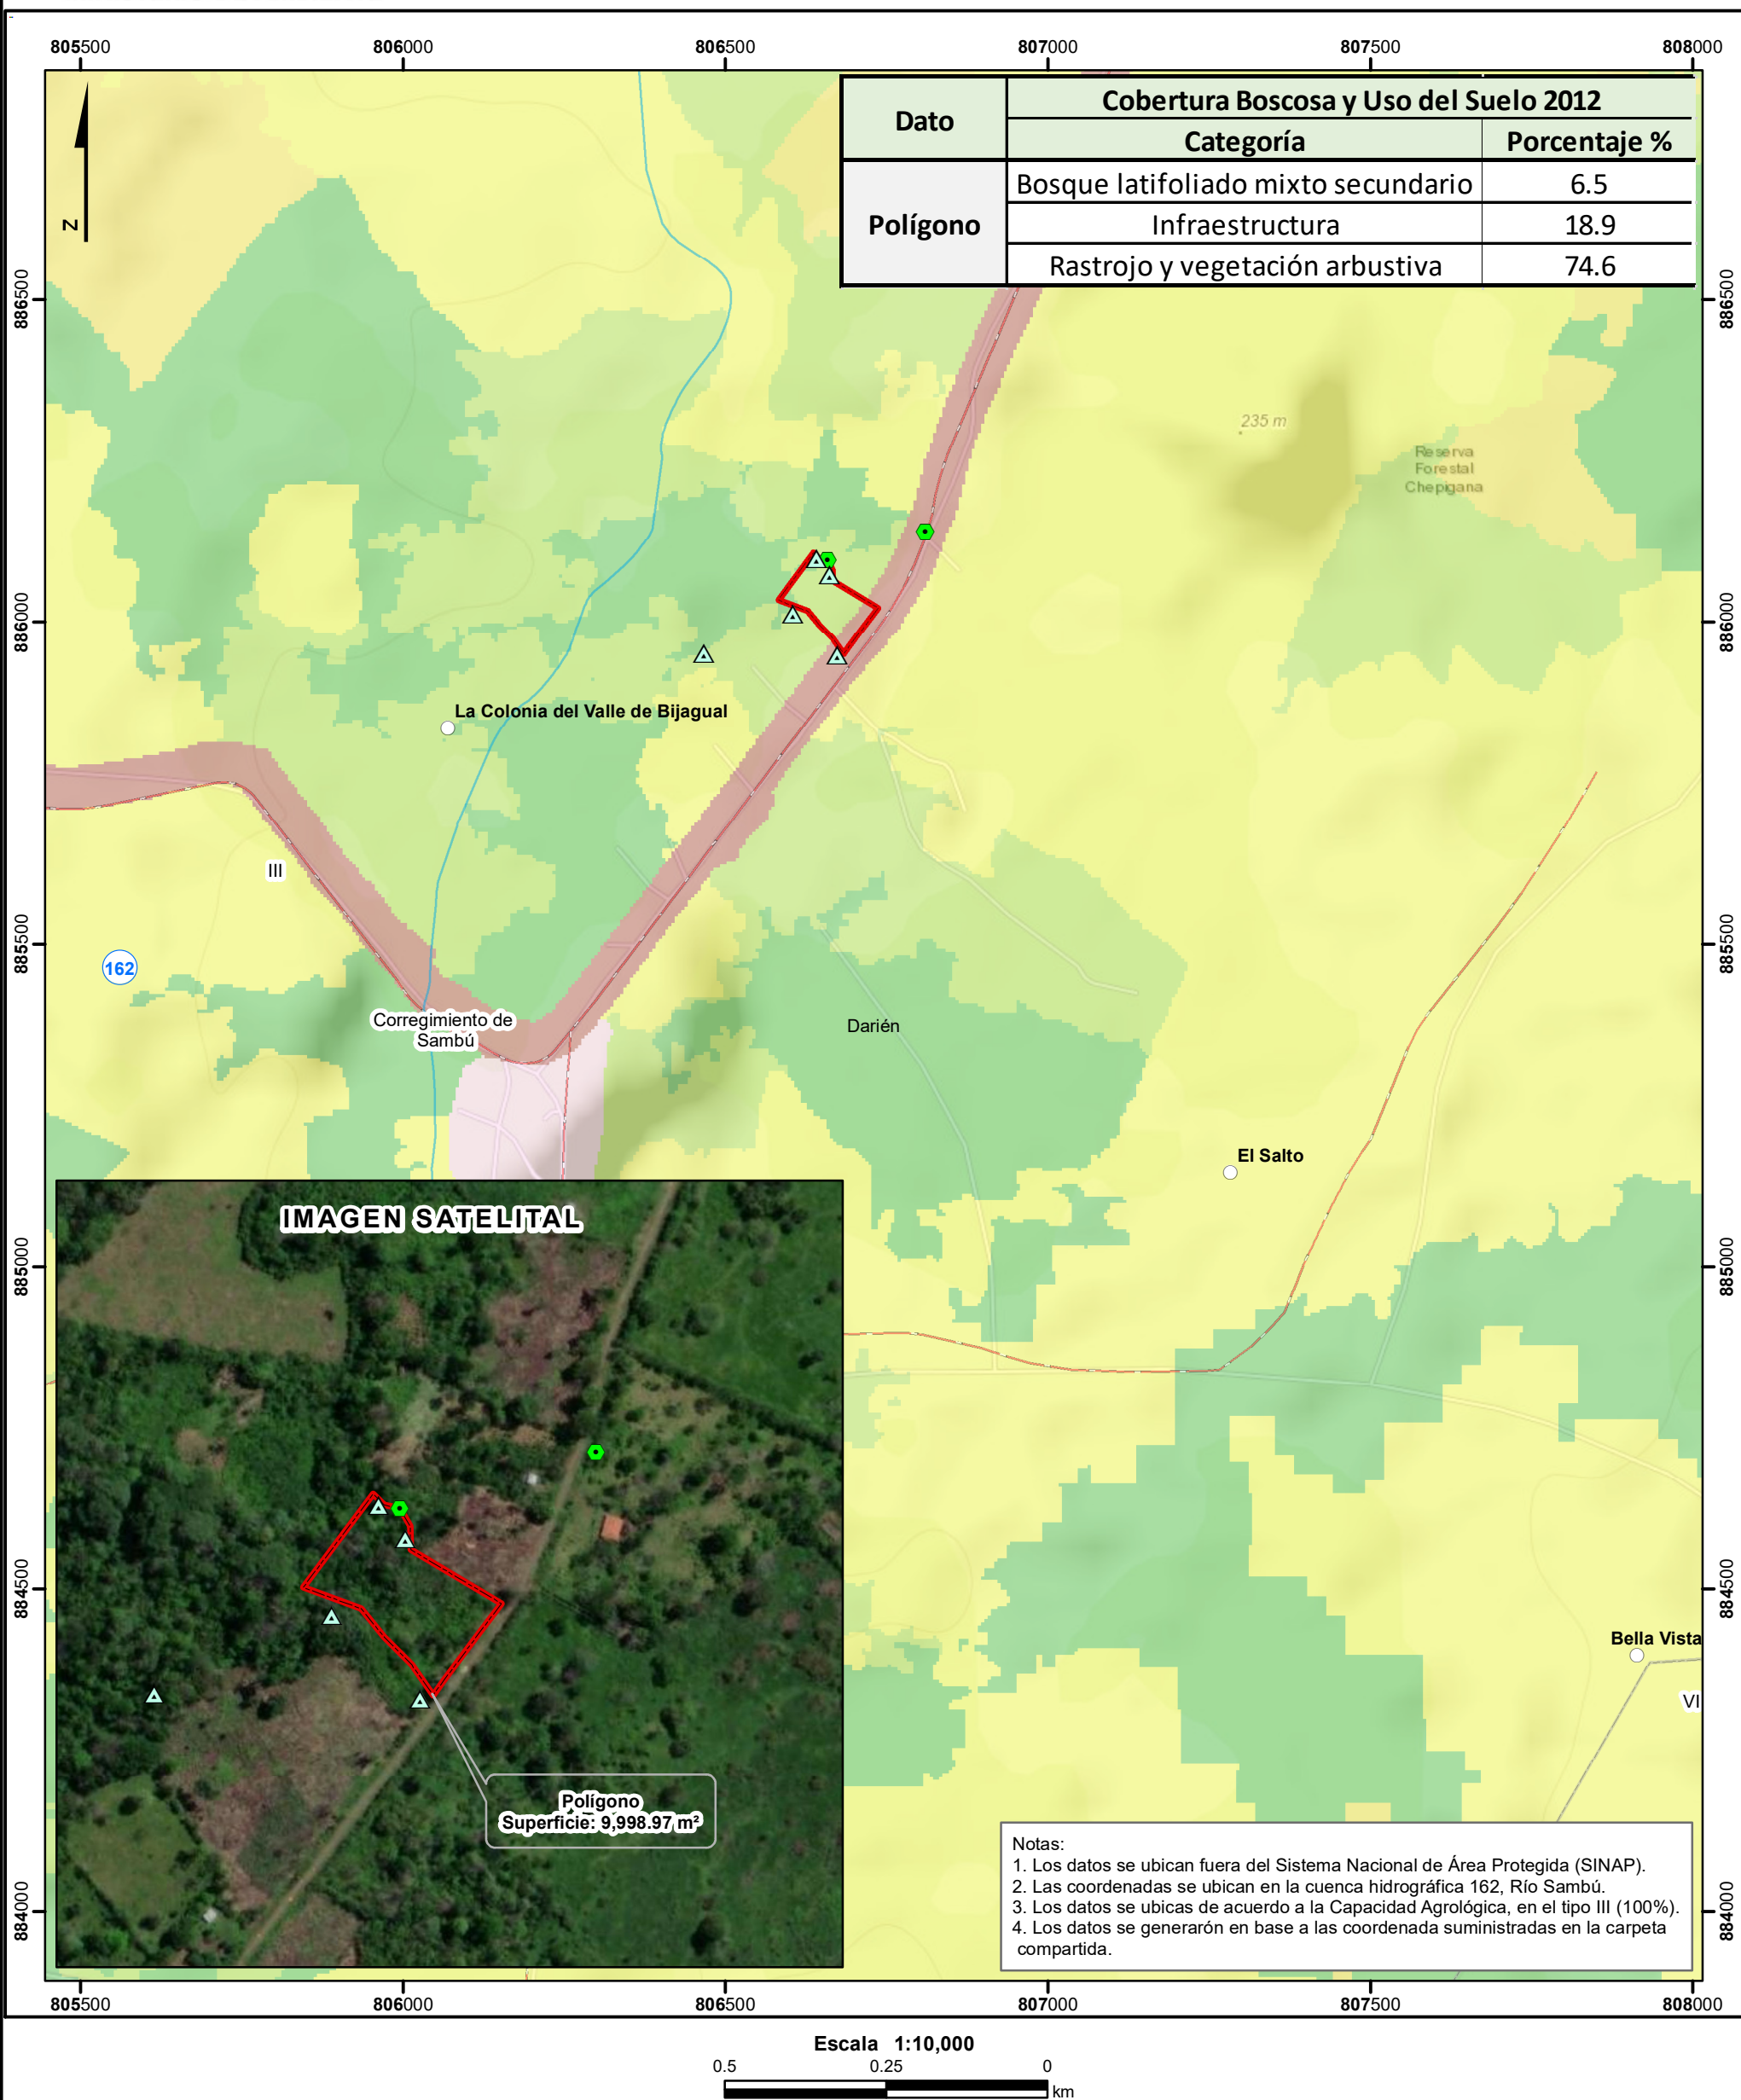 805500 806000 806500 807000 807500 808000
Dato
Cobertura Boscosa y Uso del Suelo 2012
Categoría Porcentaje %
Polígono
Bosque latifoliado mixto secundario 6.5
Infraestructura 18.9
Rastrojo y vegetación arbustiva 74.6
N
886500 886500
235 m
Reserva
Forestal
Chepigana
886000 886000
La Colonia del Valle de Bijagual
III
885500 885500
162
Corregimiento de
Sambú
Darién
El Salto
IMAGEN SATELITAL
885000 885000
884500 884500
Bella Vista
VI
Polígono
Superficie: 9,998.97 m²
Notas:
1. Los datos se ubican fuera del Sistema Nacional de Área Protegida (SINAP).
2. Las coordenadas se ubican en la cuenca hidrográfica 162, Río Sambú.
3. Los datos se ubicas de acuerdo a la Capacidad Agrológica, en el tipo III (100%).
4. Los datos se generarón en base a las coordenada suministradas en la carpeta
compartida.
884000 884000
805500 806000 806500 807000 807500 808000
Escala 1:10,000
0.5 0.25 0
km